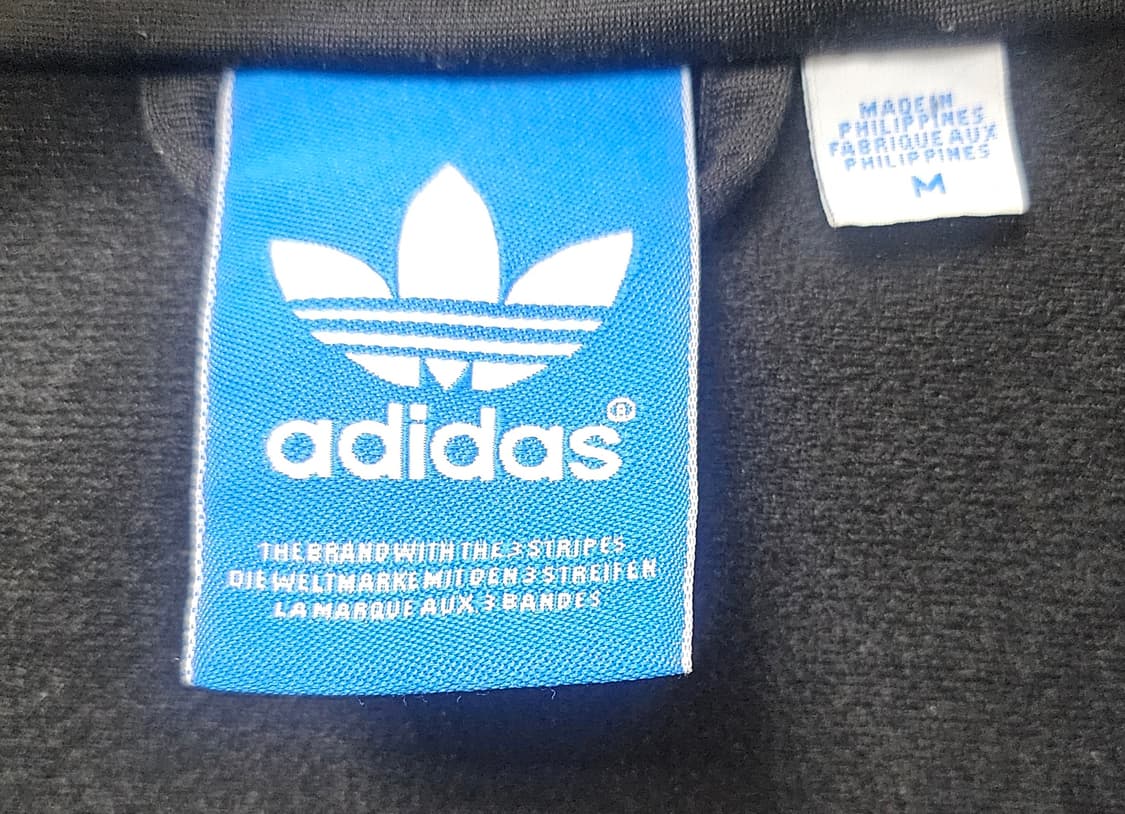 adidas®
THE BRAND WITH THE 3 STRIPES
DIE WELTMARKE MIT DEN 3 STREIFEN
LA MARQUE AUX 3 BANDES
MADE IN
PHILIPPINES
FABRIQUE AUX
PHILIPPINES
M